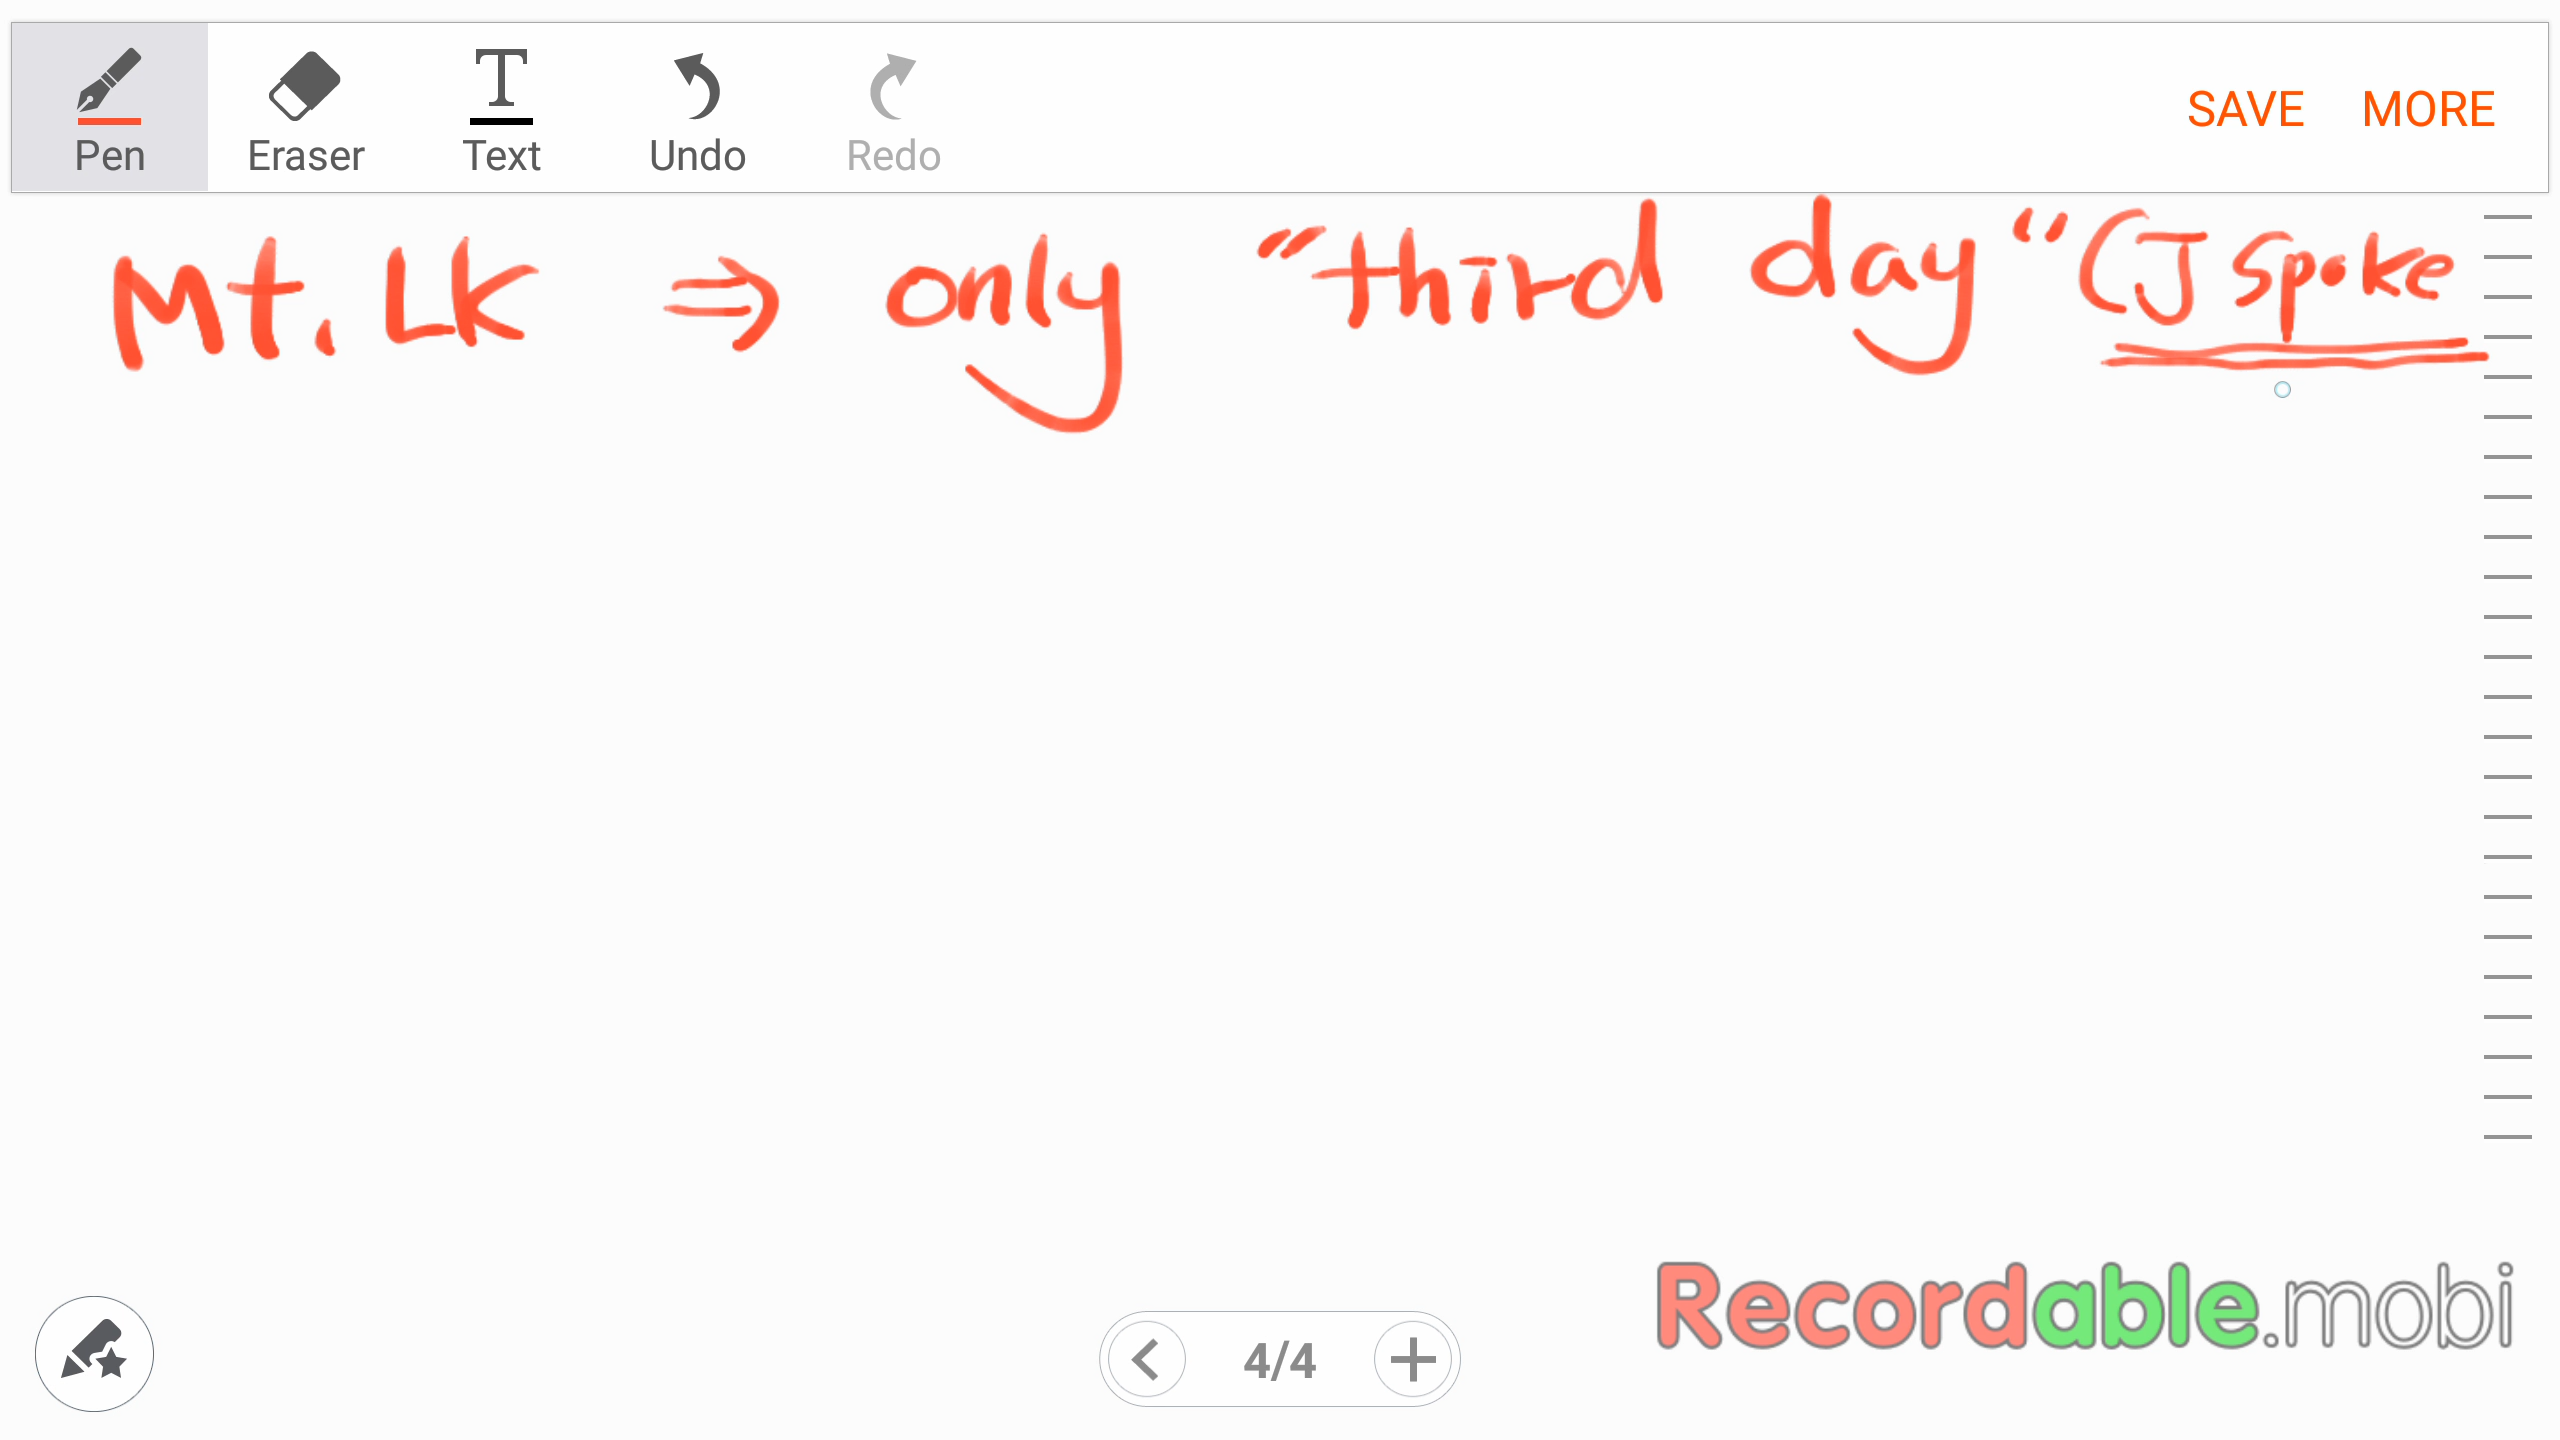 Pen Eraser Text Undo Redo SAVE MORE
Mt. Lk ⇒ only "third day" (J spoke
4/4
Recordable.mobi